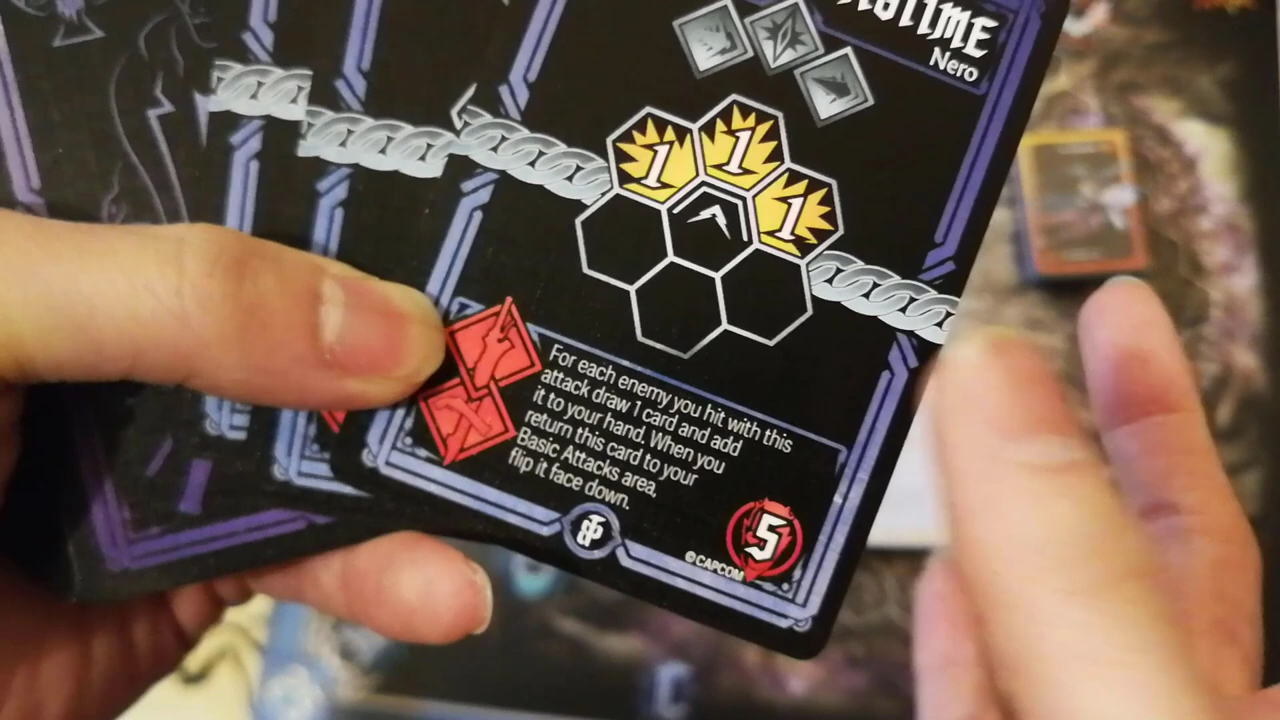 Nero
1
1
1
For each enemy you hit with this
attack draw 1 card and add
it to your hand. When you
return this card to your
Basic Attacks area,
flip it face down.
5
©CAPCOM